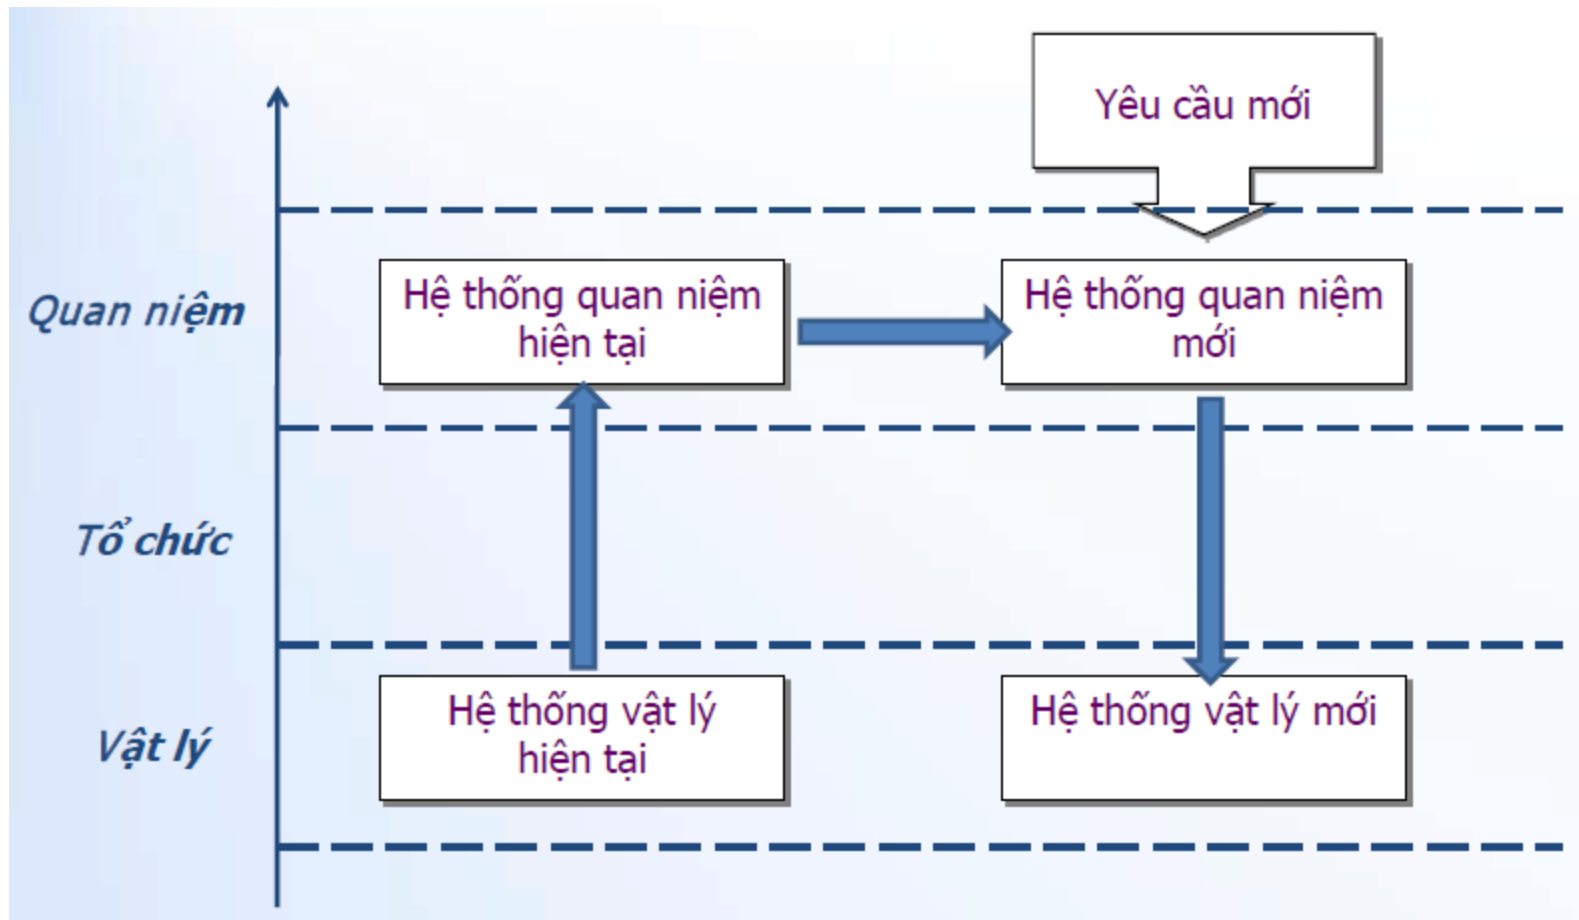 Yêu cầu mới
Quan niệm
Hệ thống quan niệm
hiện tại
Hệ thống quan niệm
mới
Tổ chức
Vật lý
Hệ thống vật lý
hiện tại
Hệ thống vật lý mới